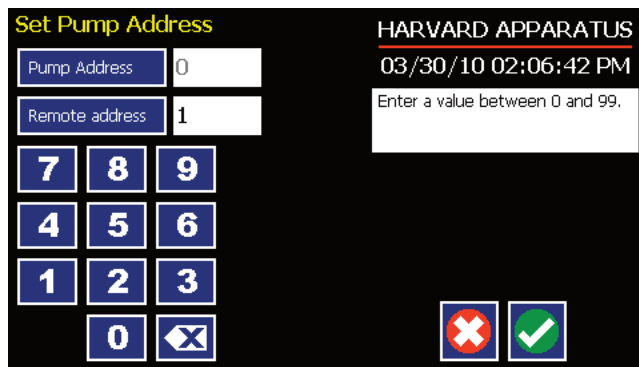 Set Pump Address
HARVARD APPARATUS
03/30/10 02:06:42 PM
Pump Address 0
Remote address 1
Enter a value between 0 and 99.
7 8 9
4 5 6
1 2 3
0